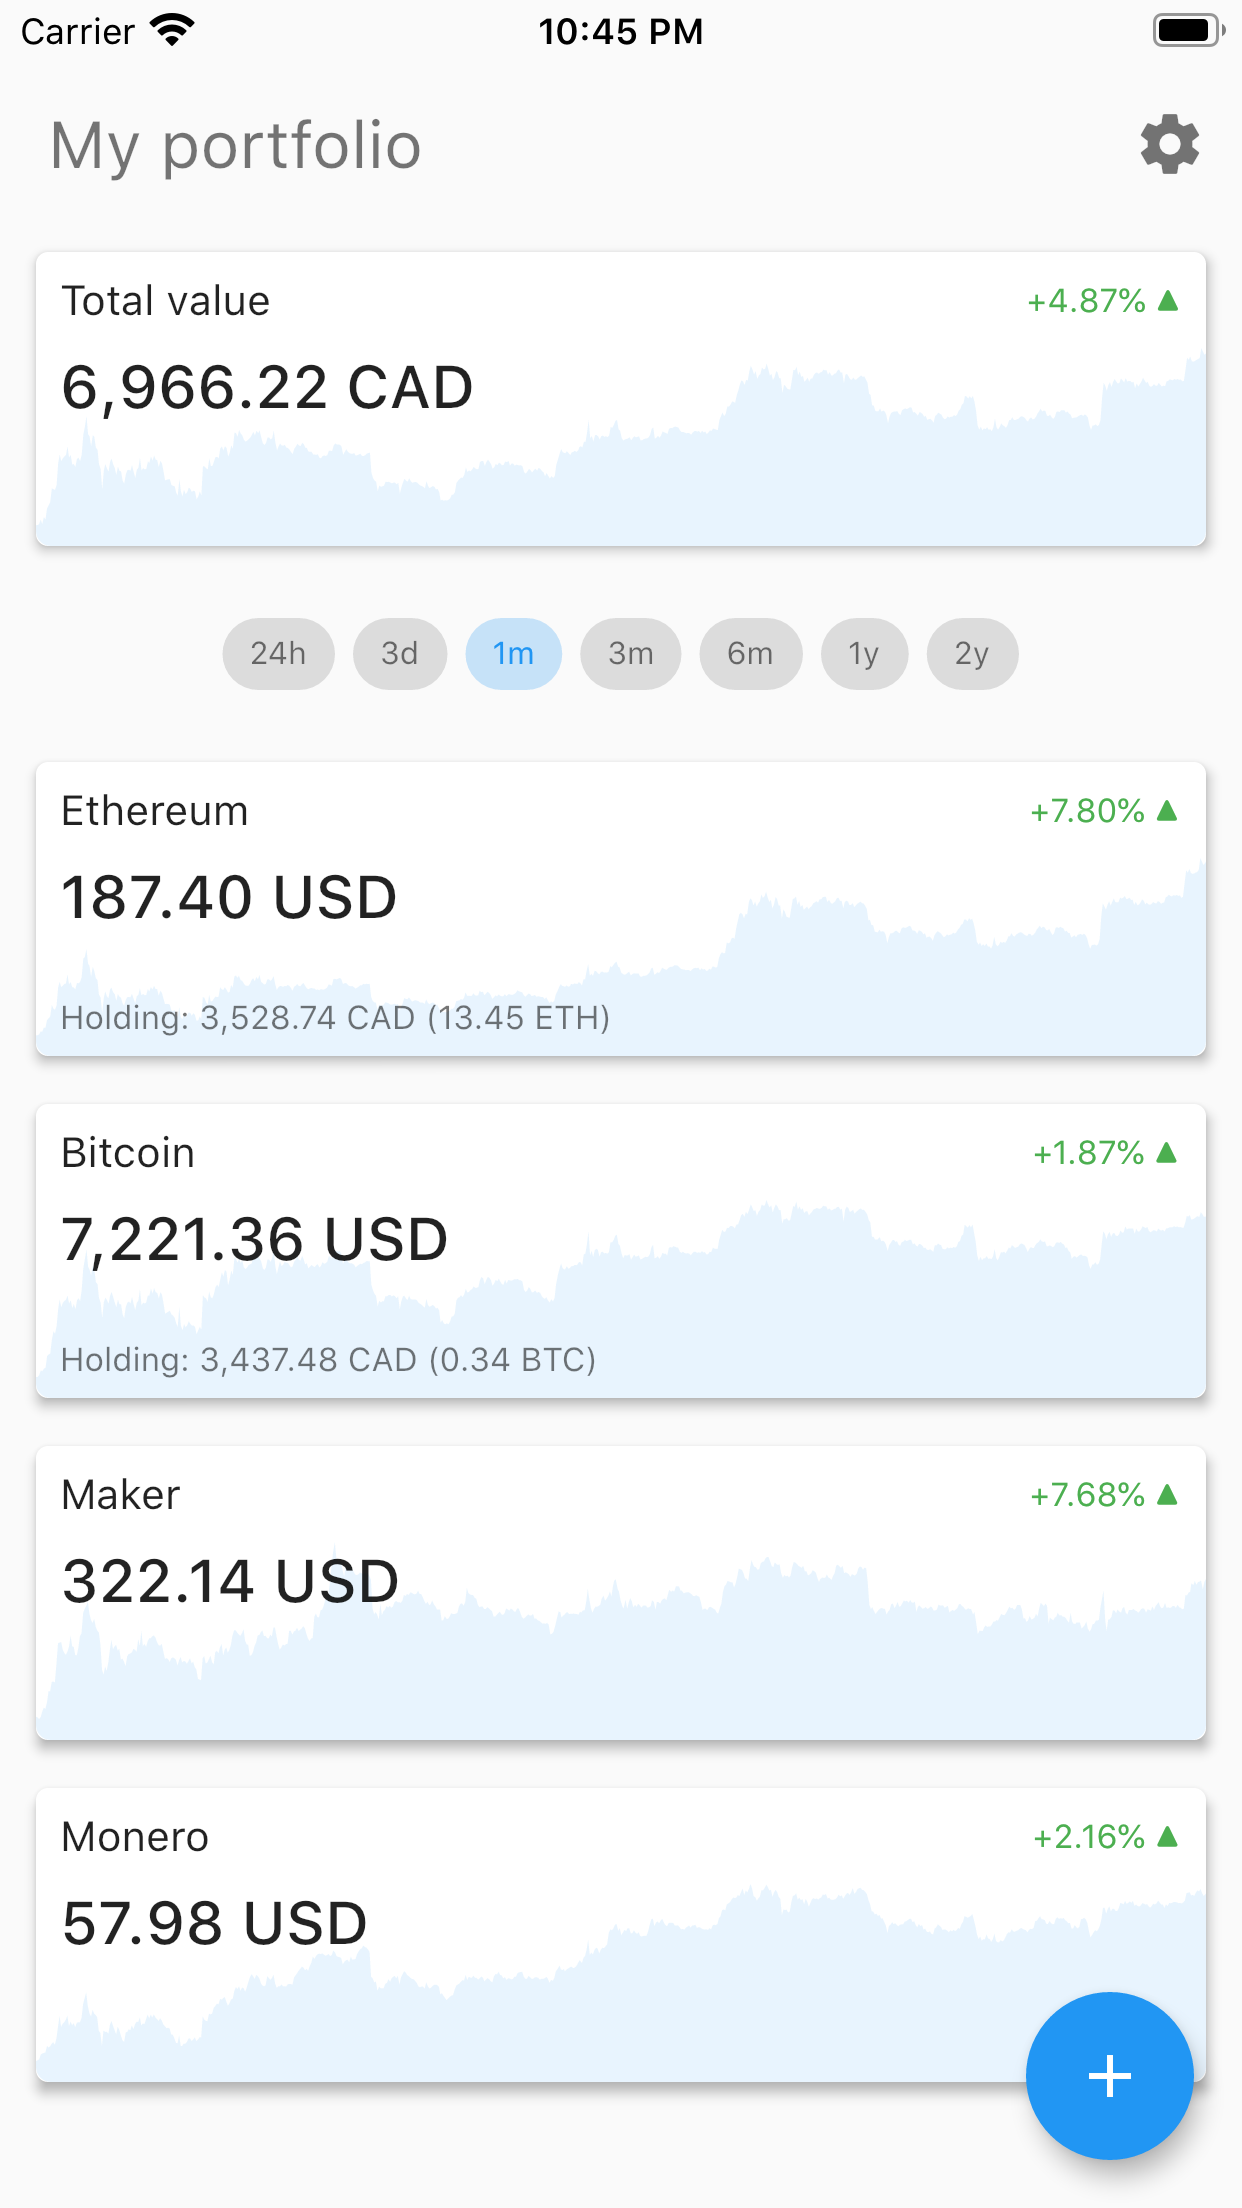 Carrier 10:45 PM
My portfolio
Total value +4.87% ▲
6,966.22 CAD
24h 3d 1m 3m 6m 1y 2y
Ethereum +7.80% ▲
187.40 USD
Holding: 3,528.74 CAD (13.45 ETH)
Bitcoin +1.87% ▲
7,221.36 USD
Holding: 3,437.48 CAD (0.34 BTC)
Maker +7.68% ▲
322.14 USD
Monero +2.16% ▲
57.98 USD
+